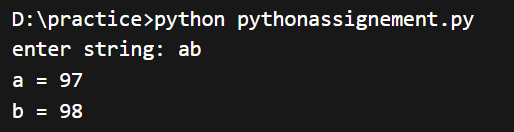 D:\practice>python pythonassignement.py
enter string: ab
a = 97
b = 98